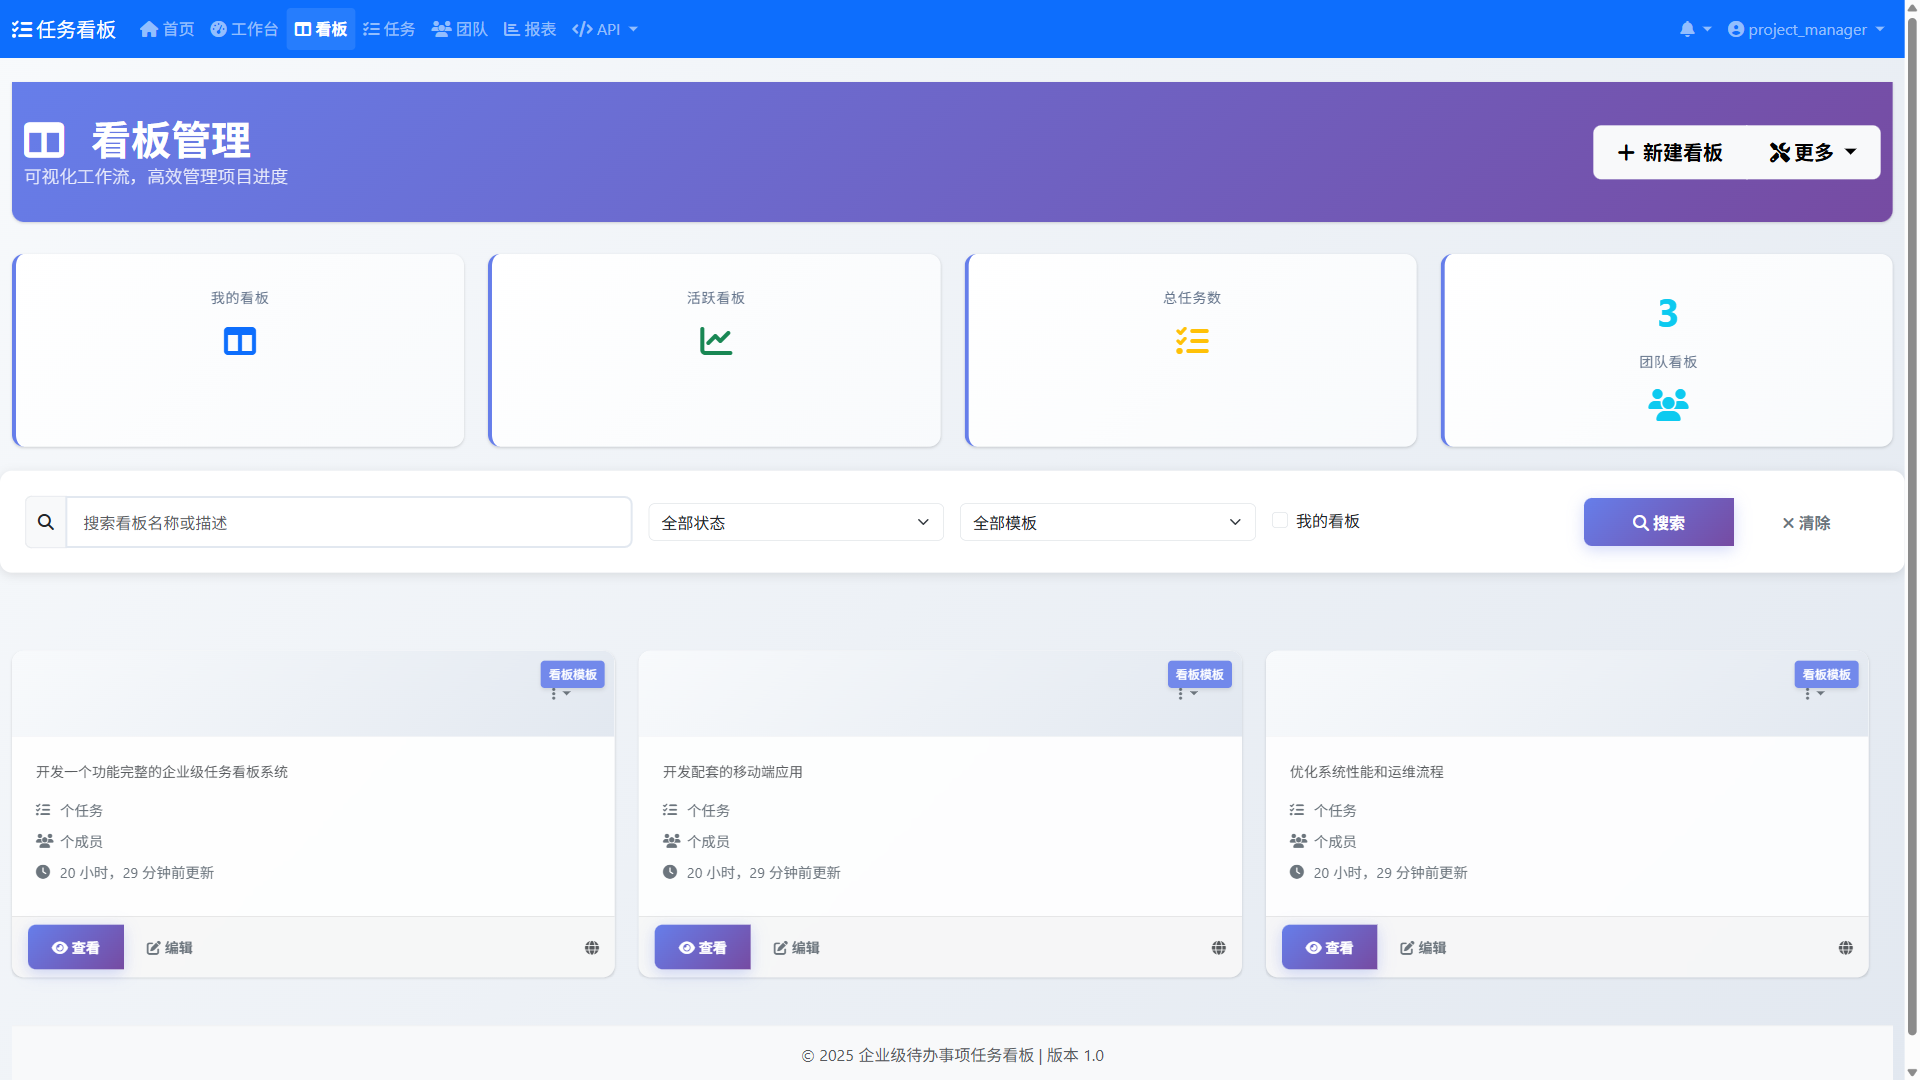 任务看板 首页 工作台 看板 任务 团队 报表 API project_manager
看板管理
可视化工作流，高效管理项目进度
新建看板 更多
我的看板
活跃看板
总任务数
3
团队看板
搜索看板名称或描述 全部状态 全部模板 我的看板 搜索 清除
看板模板
开发一个功能完整的企业级任务看板系统
个任务
个成员
20 小时，29 分钟前更新
查看 编辑
看板模板
开发配套的移动端应用
个任务
个成员
20 小时，29 分钟前更新
查看 编辑
看板模板
优化系统性能和运维流程
个任务
个成员
20 小时，29 分钟前更新
查看 编辑
© 2025 企业级待办事项任务看板 | 版本 1.0